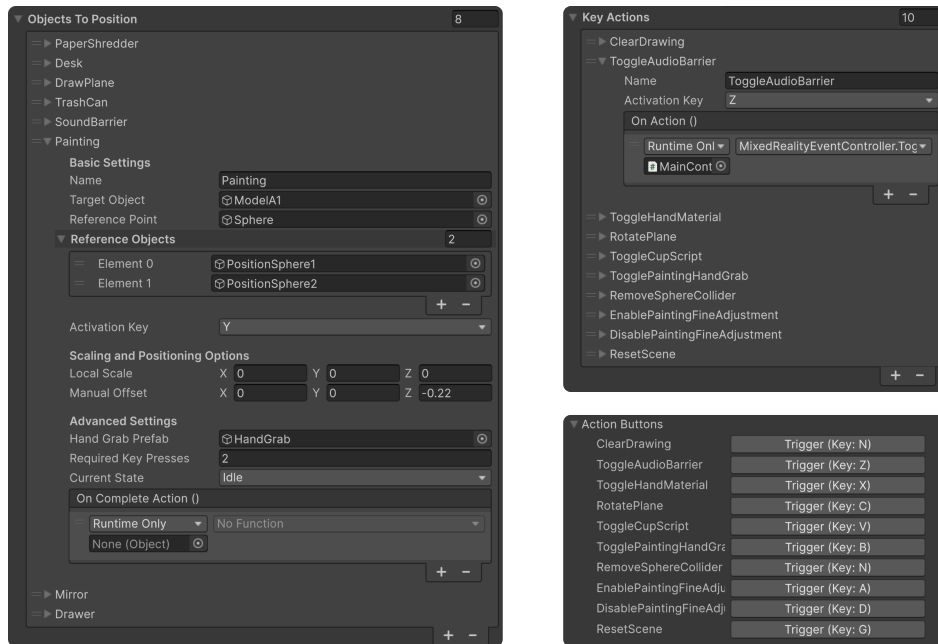 Objects To Position 8
PaperShredder
Desk
DrawPlane
TrashCan
SoundBarrier
Painting
Basic Settings
Name Painting
Target Object ModelA1
Reference Point Sphere
Reference Objects 2
Element 0 PositionSphere1
Element 1 PositionSphere2
+ -
Activation Key Y
Scaling and Positioning Options
Local Scale X 0 Y 0 Z 0
Manual Offset X 0 Y 0 Z -0.22
Advanced Settings
Hand Grab Prefab HandGrab
Required Key Presses 2
Current State Idle
On Complete Action ()
Runtime Only No Function
None (Object)
+ -
Mirror
Drawer
+ -
Key Actions 10
ClearDrawing
ToggleAudioBarrier
Name ToggleAudioBarrier
Activation Key Z
On Action ()
Runtime Onl MixedRealityEventController.Tog
MainCont
+ -
ToggleHandMaterial
RotatePlane
ToggleCupScript
TogglePaintingHandGrab
RemoveSphereCollider
EnablePaintingFineAdjustment
DisablePaintingFineAdjustment
ResetScene
+ -
Action Buttons
ClearDrawing Trigger (Key: N)
ToggleAudioBarrier Trigger (Key: Z)
ToggleHandMaterial Trigger (Key: X)
RotatePlane Trigger (Key: C)
ToggleCupScript Trigger (Key: V)
TogglePaintingHandGra Trigger (Key: B)
RemoveSphereCollider Trigger (Key: N)
EnablePaintingFineAdju Trigger (Key: A)
DisablePaintingFineAdju Trigger (Key: D)
ResetScene Trigger (Key: G)